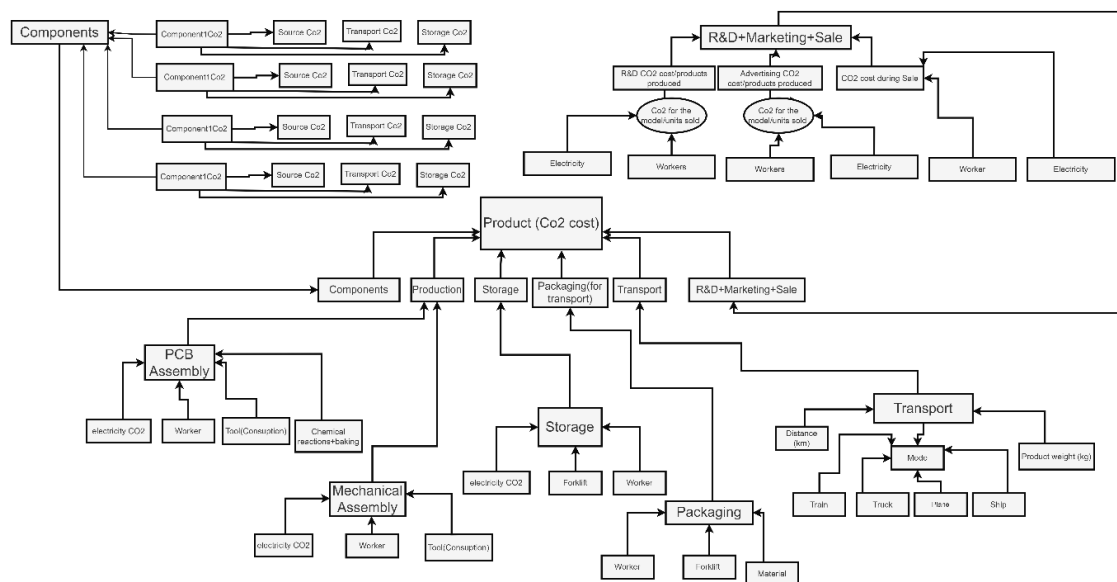 Components
Component1Co2
Source Co2
Transport Co2
Storage Co2
Component1Co2
Source Co2
Transport Co2
Storage Co2
Component1Co2
Source Co2
Transport Co2
Storage Co2
Component1Co2
Source Co2
Transport Co2
Storage Co2
R&D+Marketing+Sale
R&D CO2 cost/products
produced
Advertising CO2
cost/products produced
CO2 cost during Sale
Co2 for the
model/units sold
Co2 for the
model/units sold
Electricity
Workers
Workers
Electricity
Worker
Electricity
Product (Co2 cost)
Components
Production
Storage
Packaging(for
transport)
Transport
R&D+Marketing+Sale
PCB
Assembly
electricity CO2
Worker
Tool(Consuption)
Chemical
reactions+baking
Mechanical
Assembly
electricity CO2
Worker
Tool(Consuption)
Storage
electricity CO2
Forklift
Worker
Packaging
Worker
Forklift
Material
Transport
Distance
(km)
Mode
Product weight (kg)
Train
Truck
Plane
Ship